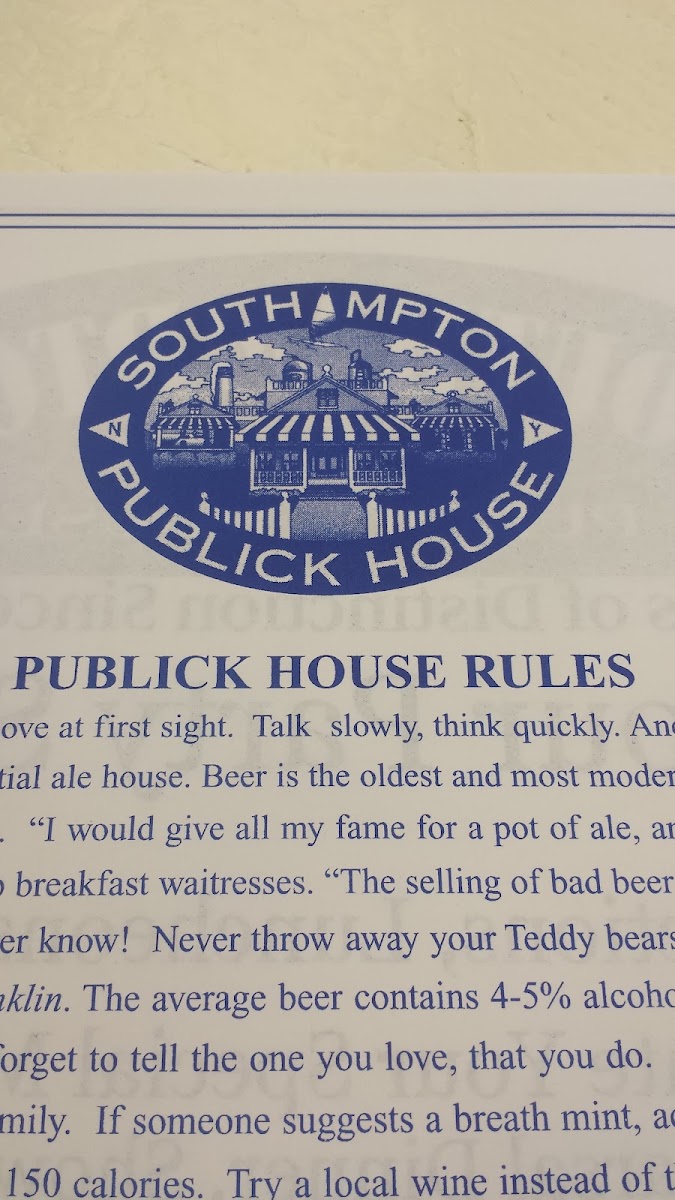 SOUTHAMPTON
N Y
PUBLICK HOUSE
PUBLICK HOUSE RULES
ove at first sight. Talk slowly, think quickly. And
tial ale house. Beer is the oldest and most moder
. “I would give all my fame for a pot of ale, an
breakfast waitresses. “The selling of bad beer
er know! Never throw away your Teddy bears
nklin. The average beer contains 4-5% alcoho
forget to tell the one you love, that you do.
mily. If someone suggests a breath mint, ac
150 calories. Try a local wine instead of t